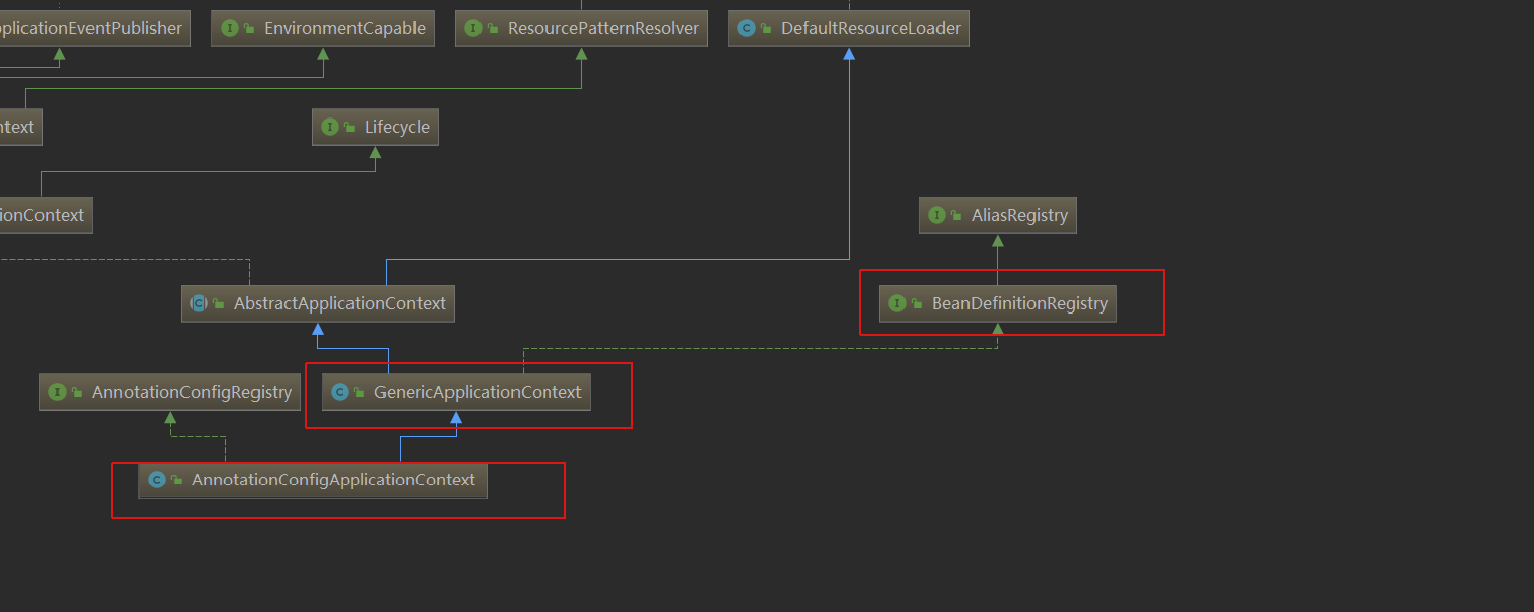 plicationEventPublisher
I EnvironmentCapable
I ResourcePatternResolver
C DefaultResourceLoader
ntext
I Lifecycle
ionContext
I AliasRegistry
C AbstractApplicationContext
I BeanDefinitionRegistry
I AnnotationConfigRegistry
C GenericApplicationContext
C AnnotationConfigApplicationContext